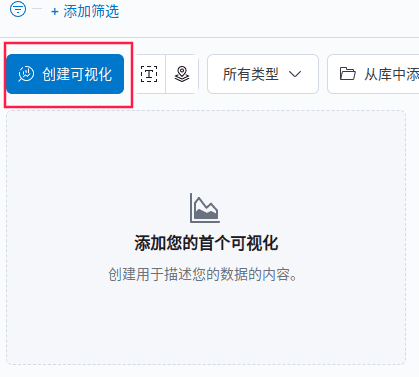 + 添加筛选
创建可视化
T
所有类型
从库中添
添加您的首个可视化
创建用于描述您的数据的内容。